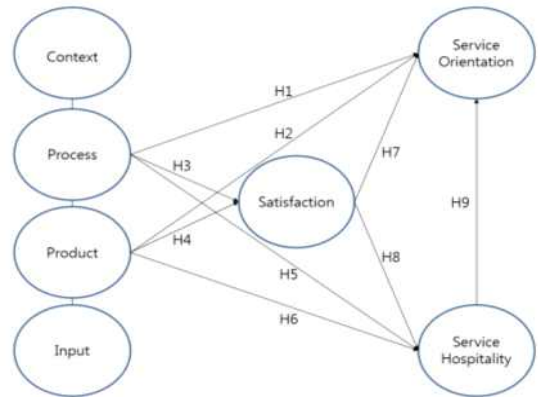 Context
Service
Orientation
H1
H2
Process
H3
H7
Satisfaction
H9
H4
Product
H5
H8
H6
Input
Service
Hospitality